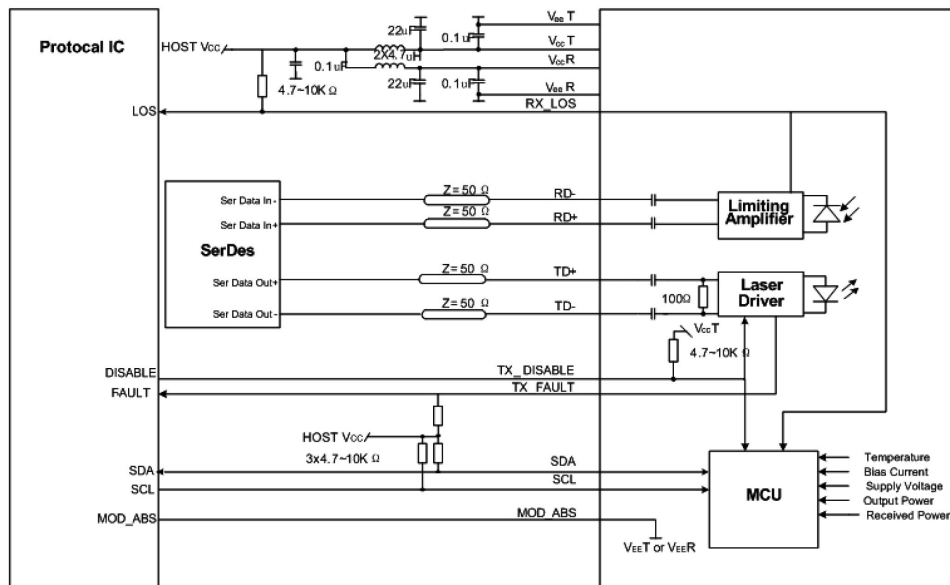 Protocal IC
HOST Vcc
22uF
0.1uF
Vee T
Vcc T
2X4.7uH
0.1uF
Vcc R
22uF
0.1uF
Vee R
4.7~10K Ω
LOS
RX_LOS
SerDes
Ser Data In-
Z= 50 Ω
RD-
Ser Data In+
Z= 50 Ω
RD+
Limiting
Amplifier
Ser Data Out+
Z= 50 Ω
TD+
Ser Data Out-
Z= 50 Ω
TD-
100Ω
Laser
Driver
VccT
4.7~10K Ω
DISABLE
TX_DISABLE
FAULT
TX_FAULT
HOST Vcc
3x4.7~10K Ω
SDA
SDA
SCL
SCL
MCU
Temperature
Bias Current
Supply Voltage
Output Power
Received Power
MOD_ABS
MOD_ABS
VEET or VEER